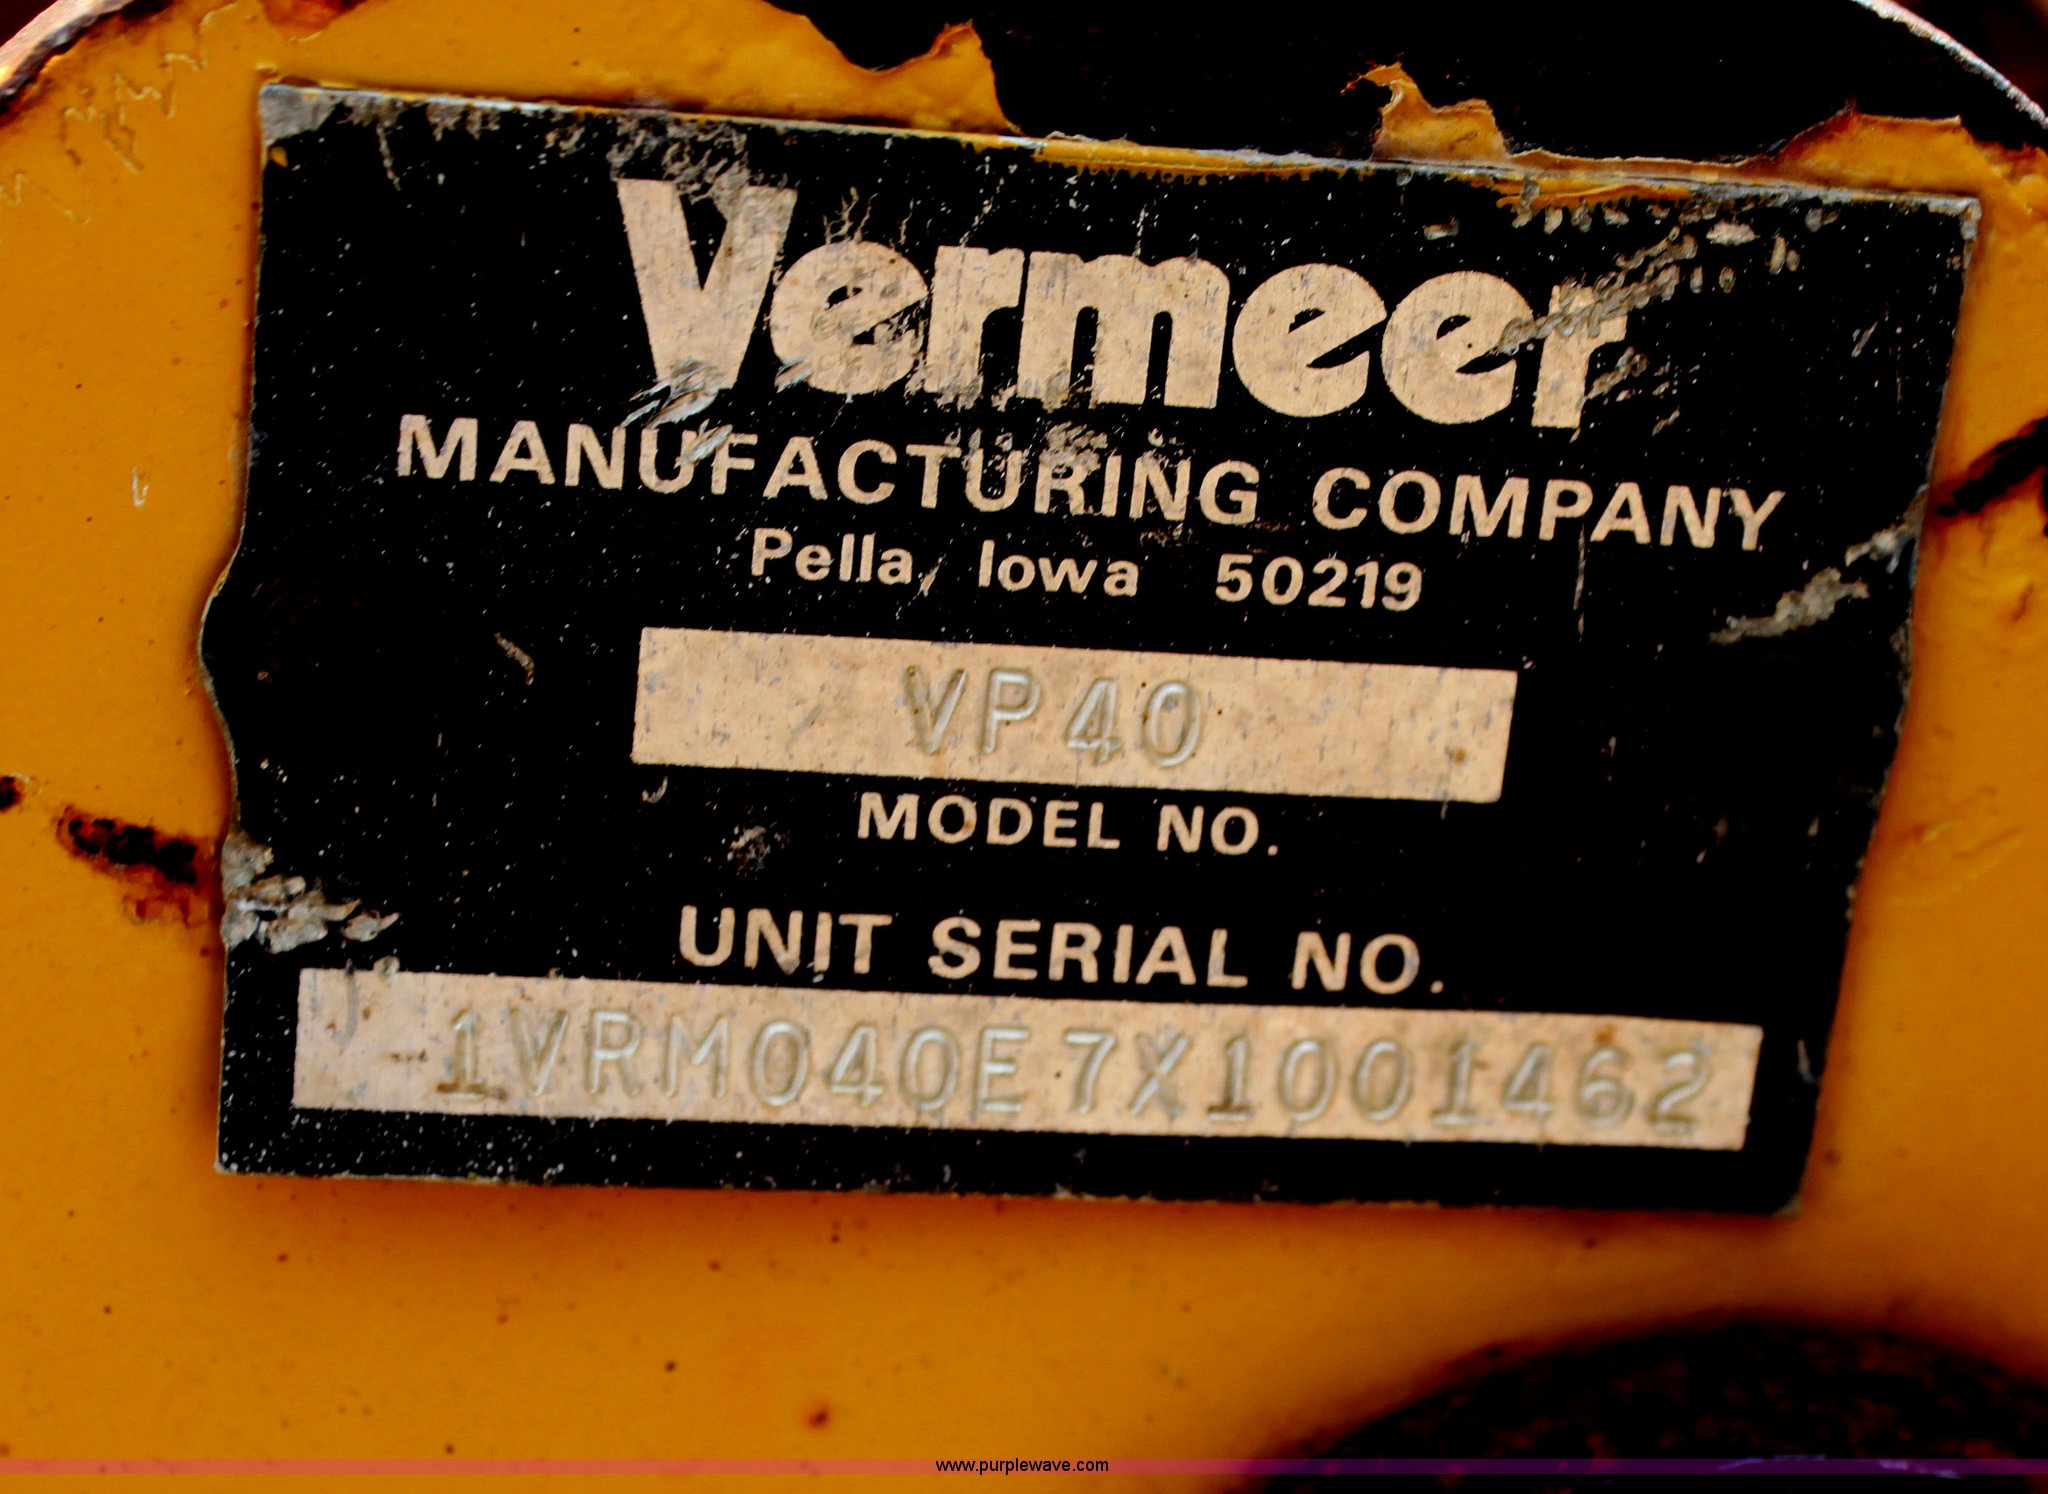 Vermeer
MANUFACTURING COMPANY
Pella, Iowa 50219
VP40
MODEL NO.
UNIT SERIAL NO.
1VRM040E7X1001462
www.purplewave.com